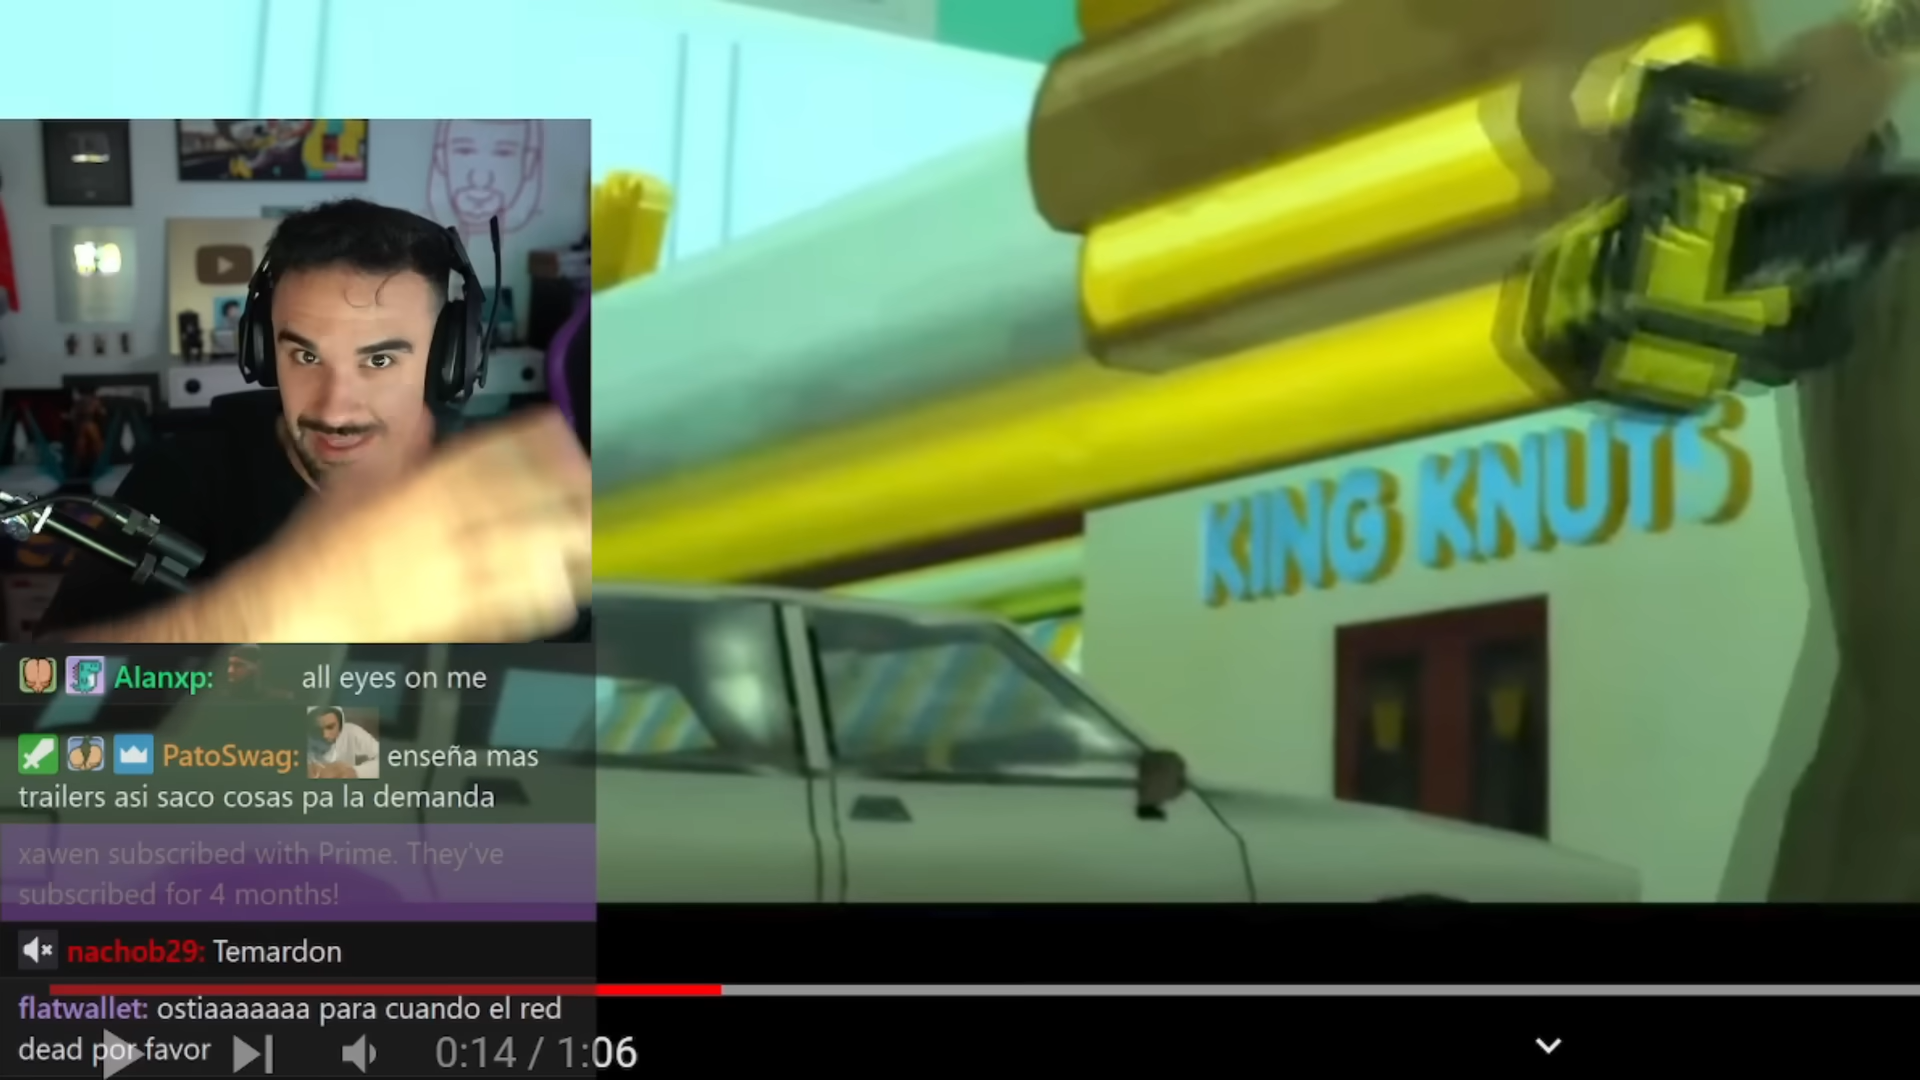 KING KNUTS
Alanxp: all eyes on me
PatoSwag: enseña mas
trailers asi saco cosas pa la demanda
xawen subscribed with Prime. They've
subscribed for 4 months!
nachob29: Temardon
flatwallet: ostiaaaaaaa para cuando el red
dead por favor
0:14 / 1:06